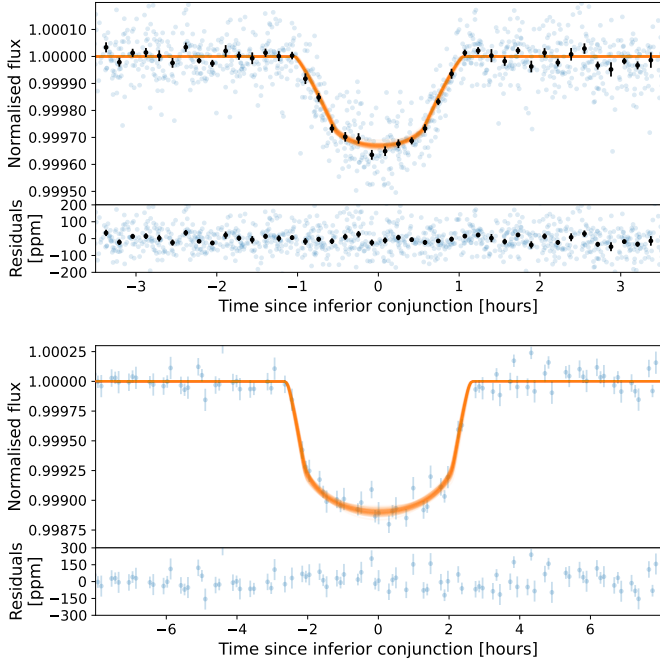 1.00010
1.00000
0.99990
0.99980
0.99970
0.99960
0.99950
Normalised flux
200
100
0
−100
−200
Residuals
[ppm]
−3 −2 −1 0 1 2 3
Time since inferior conjunction [hours]
1.00025
1.00000
0.99975
0.99950
0.99925
0.99900
0.99875
Normalised flux
300
150
0
−150
−300
Residuals
[ppm]
−6 −4 −2 0 2 4 6
Time since inferior conjunction [hours]